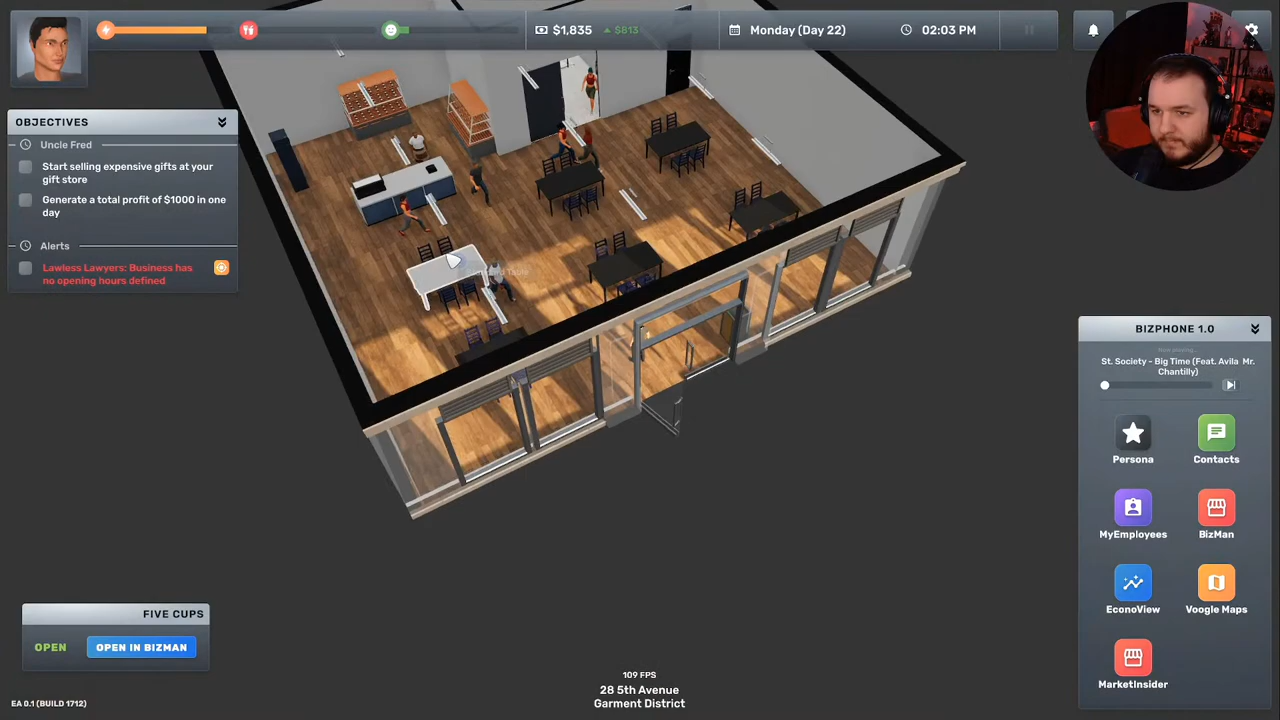 $1,835
$813
Monday (Day 22)
02:03 PM
OBJECTIVES
Uncle Fred
Start selling expensive gifts at your
gift store
Generate a total profit of $1000 in one
day
Alerts
Lawless Lawyers: Business has
no opening hours defined
Table
BIZPHONE 1.0
St. Society - Big Time (Feat. Avila Mr.
Chantilly)
Persona
Contacts
MyEmployees
BizMan
EconoView
Voogle Maps
MarketInsider
FIVE CUPS
OPEN
OPEN IN BIZMAN
109 FPS
28 5th Avenue
Garment District
EA 0.1 (BUILD 1712)